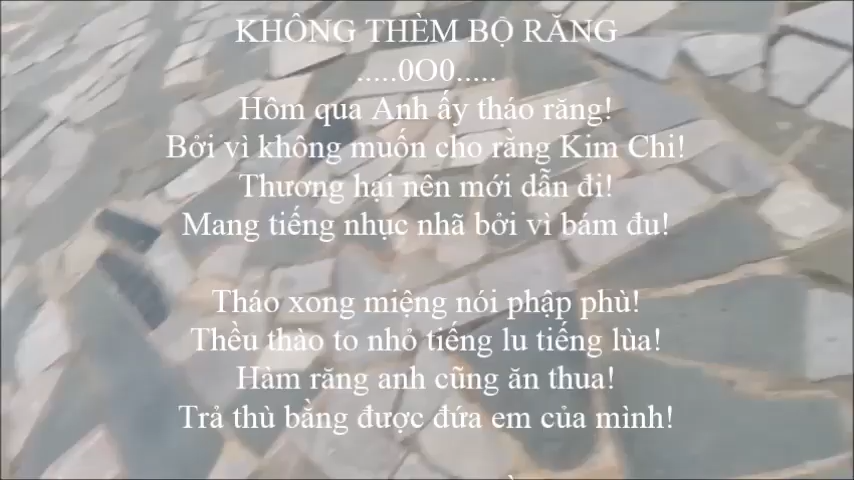 KHÔNG THÈM BỘ RĂNG
.....0O0.....
Hôm qua Anh ấy tháo răng!
Bởi vì không muốn cho rằng Kim Chi!
Thương hại nên mới dẫn đi!
Mang tiếng nhục nhã bởi vì bám đu!
Tháo xong miệng nói phập phù!
Thều thào to nhỏ tiếng lu tiếng lùa!
Hàm răng anh cũng ăn thua!
Trả thù bằng được đứa em của mình!